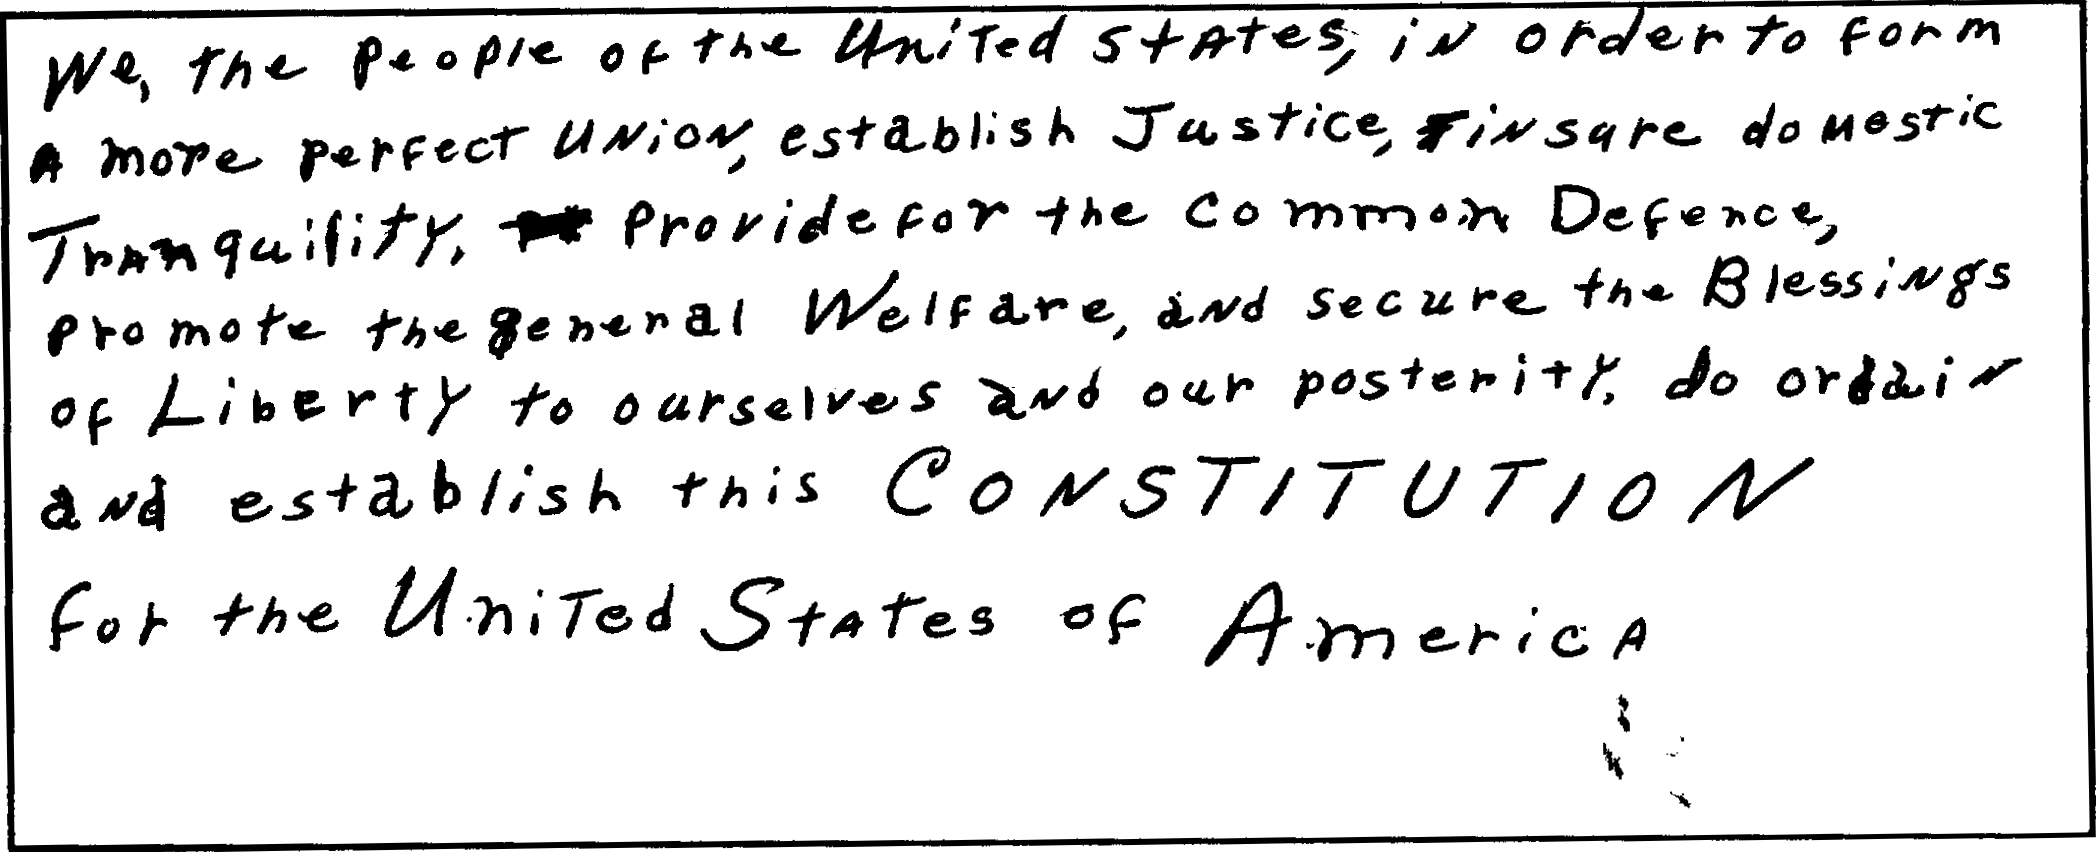 We, the people of the United States, in order to form
A more perfect Union, establish Justice, insure domestic
Tranquility, Provide for the Common Defence,
promote the general Welfare, and secure the Blessings
of Liberty to ourselves and our posterity, do ordain
and establish this CONSTITUTION
for the United States of America